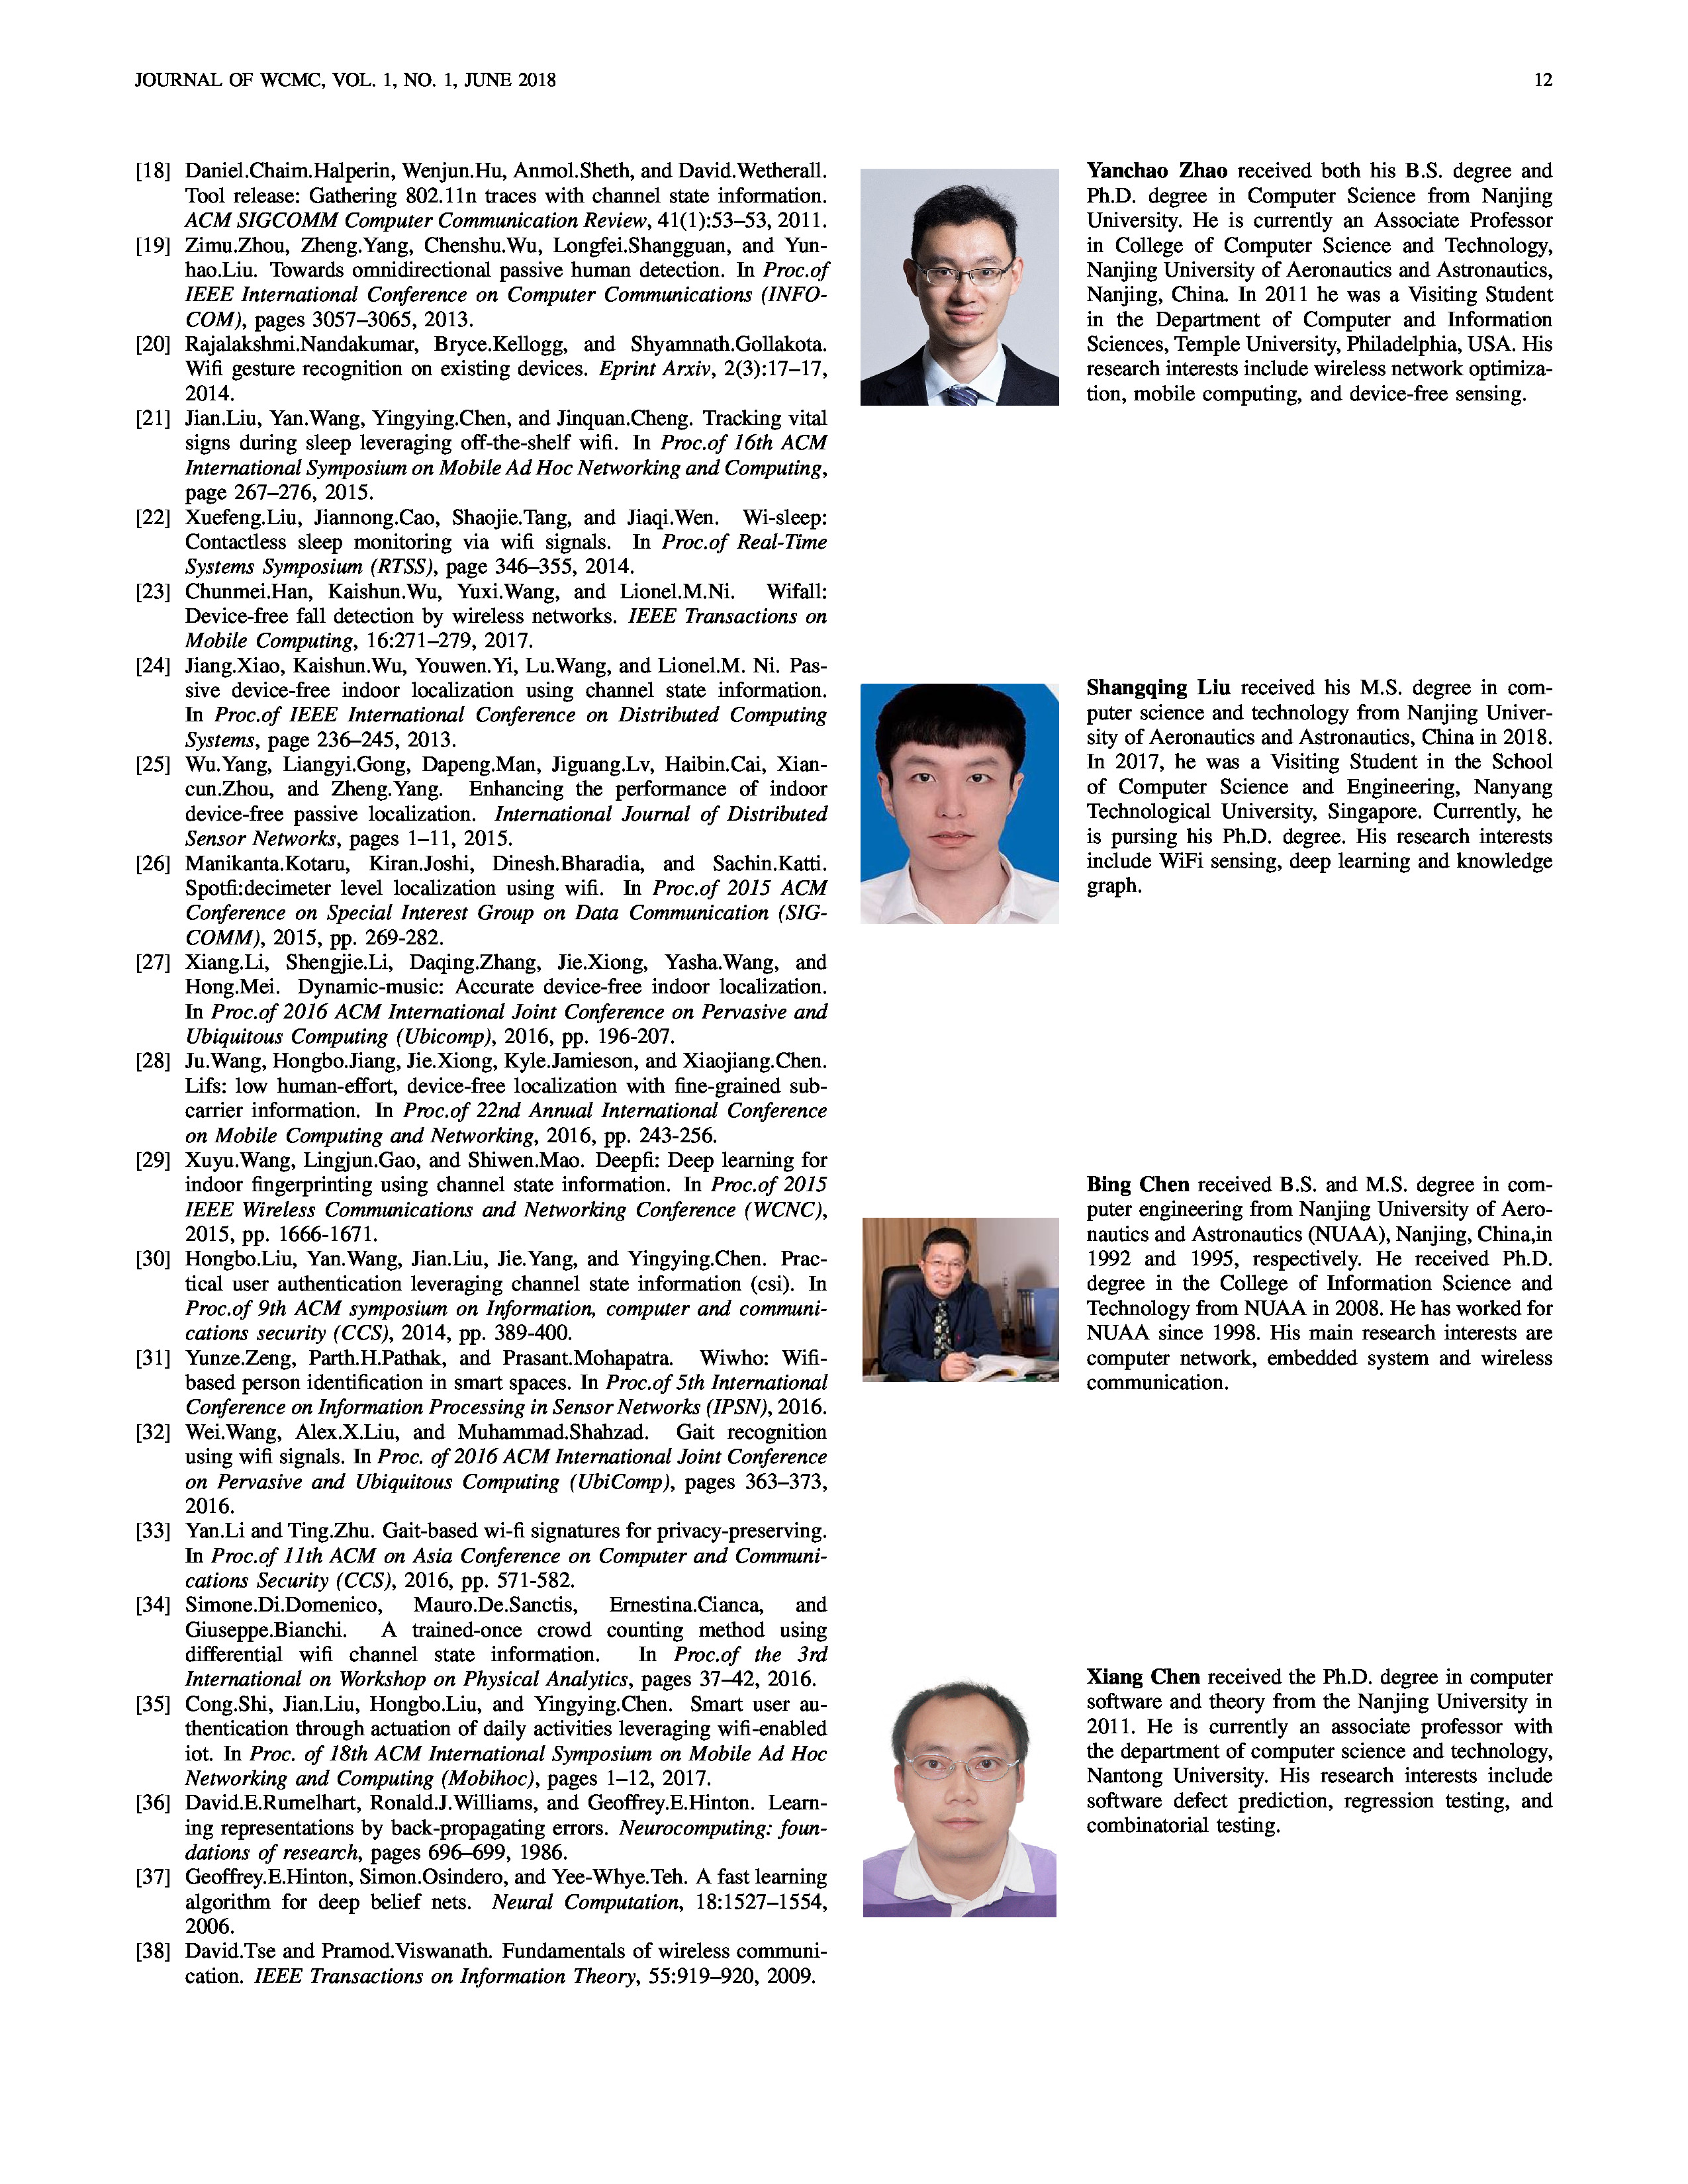 JOURNAL OF WCMC, VOL. 1, NO. 1, JUNE 2018
12
[18] Daniel.Chaim.Halperin, Wenjun.Hu, Anmol.Sheth, and David.Wetherall.
Tool release: Gathering 802.11n traces with channel state information.
ACM SIGCOMM Computer Communication Review, 41(1):53–53, 2011.
[19] Zimu.Zhou, Zheng.Yang, Chenshu.Wu, Longfei.Shangguan, and Yun-
hao.Liu. Towards omnidirectional passive human detection. In Proc.of
IEEE International Conference on Computer Communications (INFO-
COM), pages 3057–3065, 2013.
[20] Rajalakshmi.Nandakumar, Bryce.Kellogg, and Shyamnath.Gollakota.
Wifi gesture recognition on existing devices. Eprint Arxiv, 2(3):17–17,
2014.
[21] Jian.Liu, Yan.Wang, Yingying.Chen, and Jinquan.Cheng. Tracking vital
signs during sleep leveraging off-the-shelf wifi. In Proc.of 16th ACM
International Symposium on Mobile Ad Hoc Networking and Computing,
page 267–276, 2015.
[22] Xuefeng.Liu, Jiannong.Cao, Shaojie.Tang, and Jiaqi.Wen. Wi-sleep:
Contactless sleep monitoring via wifi signals. In Proc.of Real-Time
Systems Symposium (RTSS), page 346–355, 2014.
[23] Chunmei.Han, Kaishun.Wu, Yuxi.Wang, and Lionel.M.Ni. Wifall:
Device-free fall detection by wireless networks. IEEE Transactions on
Mobile Computing, 16:271–279, 2017.
[24] Jiang.Xiao, Kaishun.Wu, Youwen.Yi, Lu.Wang, and Lionel.M. Ni. Pas-
sive device-free indoor localization using channel state information.
In Proc.of IEEE International Conference on Distributed Computing
Systems, page 236–245, 2013.
[25] Wu.Yang, Liangyi.Gong, Dapeng.Man, Jiguang.Lv, Haibin.Cai, Xian-
cun.Zhou, and Zheng.Yang. Enhancing the performance of indoor
device-free passive localization. International Journal of Distributed
Sensor Networks, pages 1–11, 2015.
[26] Manikanta.Kotaru, Kiran.Joshi, Dinesh.Bharadia, and Sachin.Katti.
Spotfi:decimeter level localization using wifi. In Proc.of 2015 ACM
Conference on Special Interest Group on Data Communication (SIG-
COMM), 2015, pp. 269-282.
[27] Xiang.Li, Shengjie.Li, Daqing.Zhang, Jie.Xiong, Yasha.Wang, and
Hong.Mei. Dynamic-music: Accurate device-free indoor localization.
In Proc.of 2016 ACM International Joint Conference on Pervasive and
Ubiquitous Computing (Ubicomp), 2016, pp. 196-207.
[28] Ju.Wang, Hongbo.Jiang, Jie.Xiong, Kyle.Jamieson, and Xiaojiang.Chen.
Lifs: low human-effort, device-free localization with fine-grained sub-
carrier information. In Proc.of 22nd Annual International Conference
on Mobile Computing and Networking, 2016, pp. 243-256.
[29] Xuyu.Wang, Lingjun.Gao, and Shiwen.Mao. Deepfi: Deep learning for
indoor fingerprinting using channel state information. In Proc.of 2015
IEEE Wireless Communications and Networking Conference (WCNC),
2015, pp. 1666-1671.
[30] Hongbo.Liu, Yan.Wang, Jian.Liu, Jie.Yang, and Yingying.Chen. Prac-
tical user authentication leveraging channel state information (csi). In
Proc.of 9th ACM symposium on Information, computer and communi-
cations security (CCS), 2014, pp. 389-400.
[31] Yunze.Zeng, Parth.H.Pathak, and Prasant.Mohapatra. Wiwho: Wifi-
based person identification in smart spaces. In Proc.of 5th International
Conference on Information Processing in Sensor Networks (IPSN), 2016.
[32] Wei.Wang, Alex.X.Liu, and Muhammad.Shahzad. Gait recognition
using wifi signals. In Proc. of 2016 ACM International Joint Conference
on Pervasive and Ubiquitous Computing (UbiComp), pages 363–373,
2016.
[33] Yan.Li and Ting.Zhu. Gait-based wi-fi signatures for privacy-preserving.
In Proc.of 11th ACM on Asia Conference on Computer and Communi-
cations Security (CCS), 2016, pp. 571-582.
[34] Simone.Di.Domenico, Mauro.De.Sanctis, Ernestina.Cianca, and
Giuseppe.Bianchi. A trained-once crowd counting method using
differential wifi channel state information. In Proc.of the 3rd
International on Workshop on Physical Analytics, pages 37–42, 2016.
[35] Cong.Shi, Jian.Liu, Hongbo.Liu, and Yingying.Chen. Smart user au-
thentication through actuation of daily activities leveraging wifi-enabled
iot. In Proc. of 18th ACM International Symposium on Mobile Ad Hoc
Networking and Computing (Mobihoc), pages 1–12, 2017.
[36] David.E.Rumelhart, Ronald.J.Williams, and Geoffrey.E.Hinton. Learn-
ing representations by back-propagating errors. Neurocomputing: foun-
dations of research, pages 696–699, 1986.
[37] Geoffrey.E.Hinton, Simon.Osindero, and Yee-Whye.Teh. A fast learning
algorithm for deep belief nets. Neural Computation, 18:1527–1554,
2006.
[38] David.Tse and Pramod.Viswanath. Fundamentals of wireless communi-
cation. IEEE Transactions on Information Theory, 55:919–920, 2009.
Yanchao Zhao received both his B.S. degree and
Ph.D. degree in Computer Science from Nanjing
University. He is currently an Associate Professor
in College of Computer Science and Technology,
Nanjing University of Aeronautics and Astronautics,
Nanjing, China. In 2011 he was a Visiting Student
in the Department of Computer and Information
Sciences, Temple University, Philadelphia, USA. His
research interests include wireless network optimiza-
tion, mobile computing, and device-free sensing.
Shangqing Liu received his M.S. degree in com-
puter science and technology from Nanjing Univer-
sity of Aeronautics and Astronautics, China in 2018.
In 2017, he was a Visiting Student in the School
of Computer Science and Engineering, Nanyang
Technological University, Singapore. Currently, he
is pursing his Ph.D. degree. His research interests
include WiFi sensing, deep learning and knowledge
graph.
Bing Chen received B.S. and M.S. degree in com-
puter engineering from Nanjing University of Aero-
nautics and Astronautics (NUAA), Nanjing, China,in
1992 and 1995, respectively. He received Ph.D.
degree in the College of Information Science and
Technology from NUAA in 2008. He has worked for
NUAA since 1998. His main research interests are
computer network, embedded system and wireless
communication.
Xiang Chen received the Ph.D. degree in computer
software and theory from the Nanjing University in
2011. He is currently an associate professor with
the department of computer science and technology,
Nantong University. His research interests include
software defect prediction, regression testing, and
combinatorial testing.